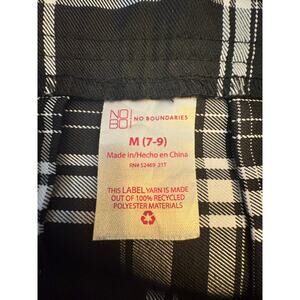 NO
BO
NO BOUNDARIES
M (7-9)
Made in/Hecho en China
RN# 52469-21T
THIS LABEL YARN IS MADE
OUT OF 100% RECYCLED
POLYESTER MATERIALS